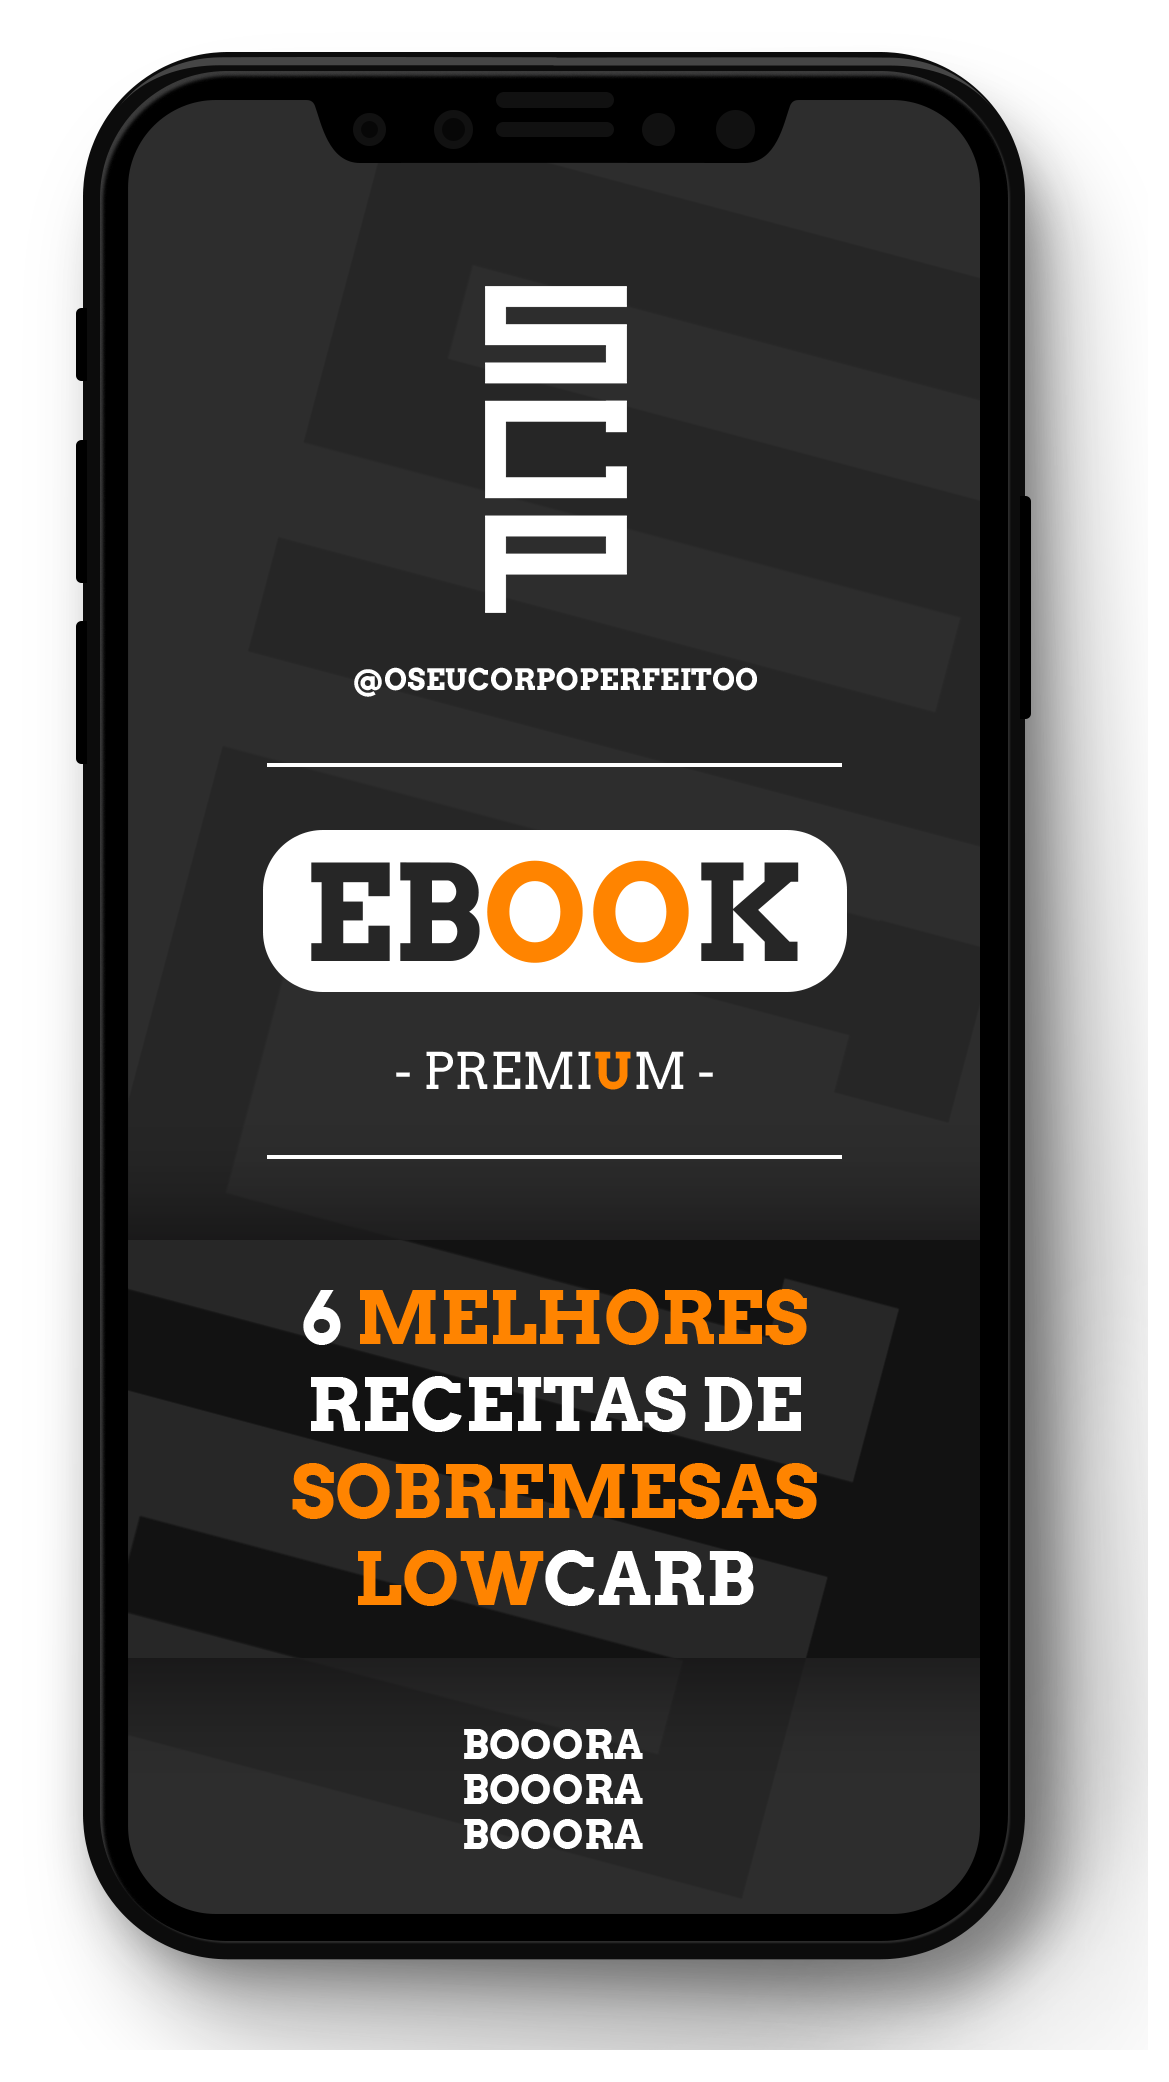 SCP
@OSEUCORPOPERFEITOO
EBOOK
- PREMIUM -
6 MELHORES
RECEITAS DE
SOBREMESAS
LOWCARB
BOOORA
BOOORA
BOOORA